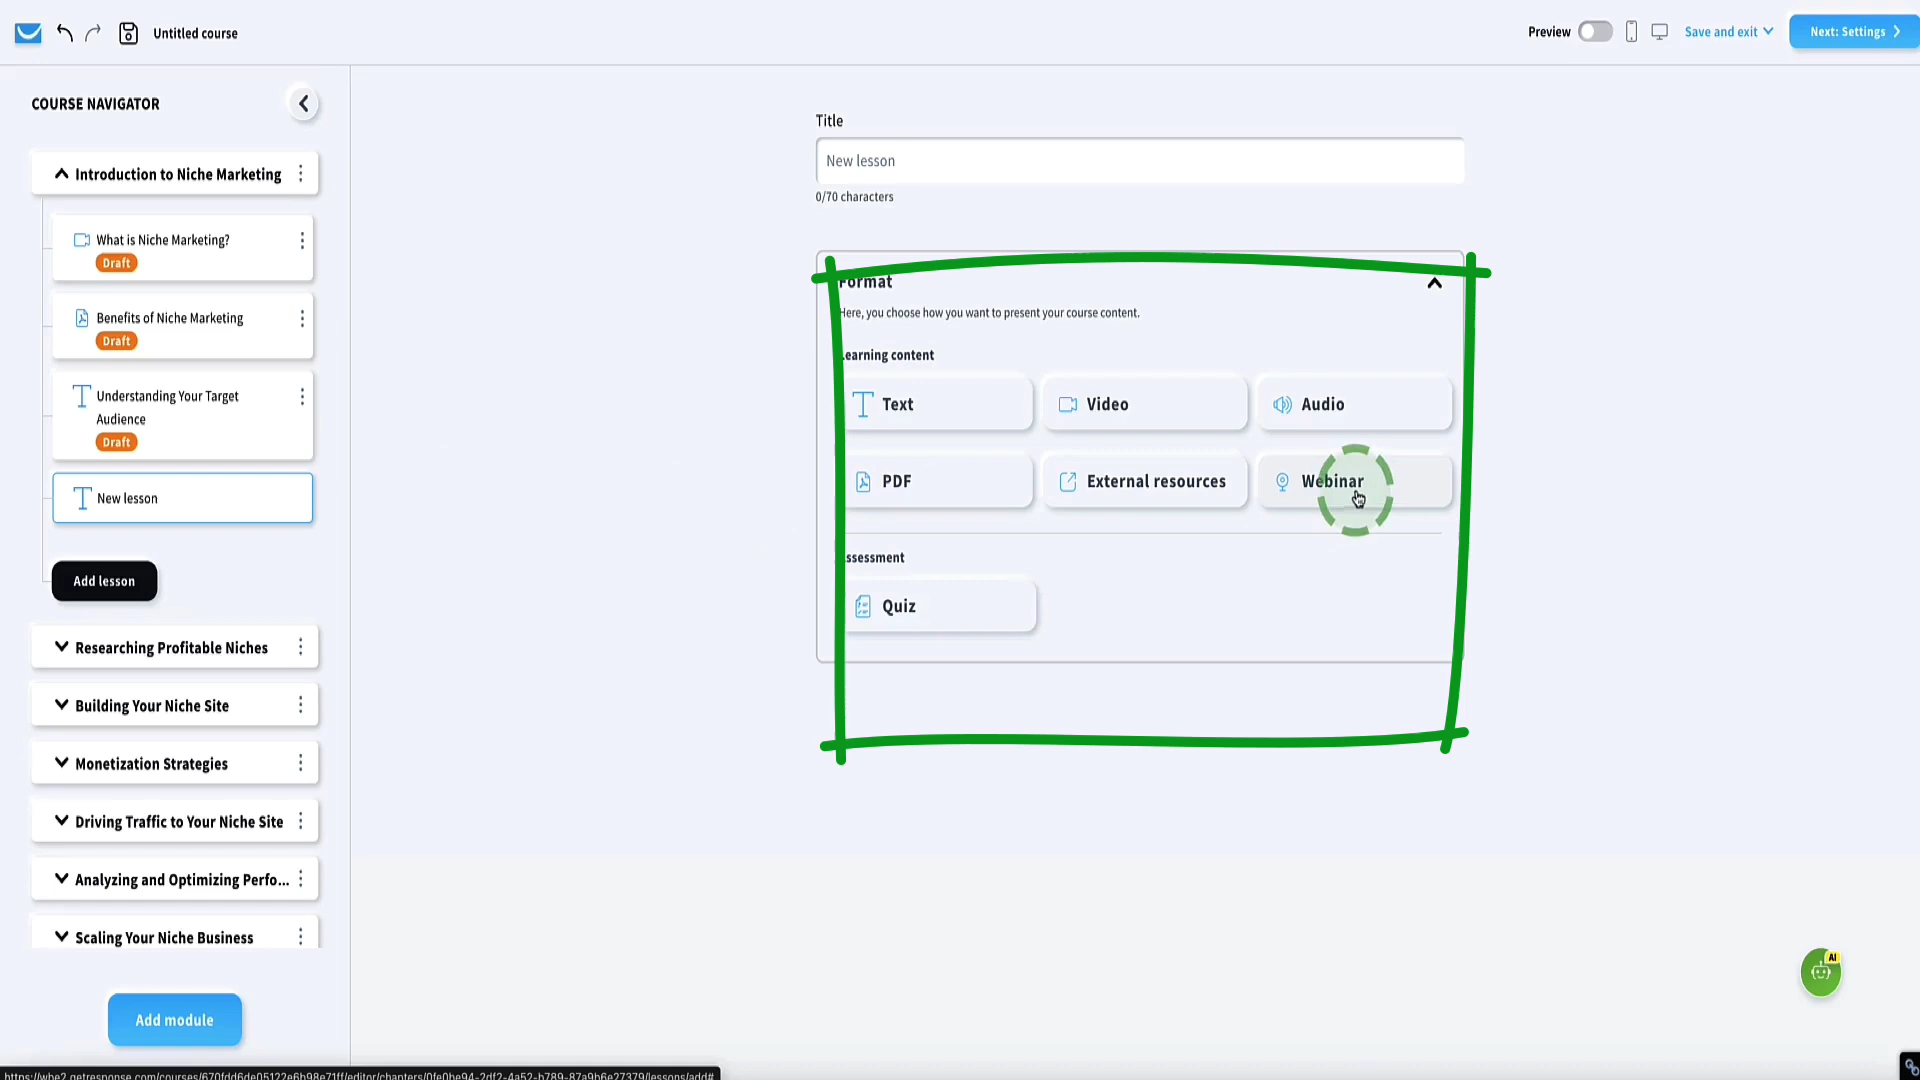 Untitled course
Preview
Save and exit
Next: Settings
COURSE NAVIGATOR
Introduction to Niche Marketing
What is Niche Marketing?
Draft
Benefits of Niche Marketing
Draft
Understanding Your Target
Audience
Draft
New lesson
Add lesson
Researching Profitable Niches
Building Your Niche Site
Monetization Strategies
Driving Traffic to Your Niche Site
Analyzing and Optimizing Perfo...
Scaling Your Niche Business
Add module
Title
New lesson
0/70 characters
Format
Here, you choose how you want to present your course content.
Learning content
Text
Video
Audio
PDF
External resources
Webinar
ssessment
Quiz
AI